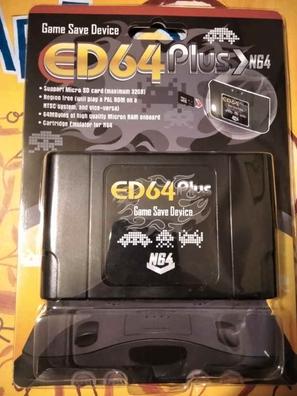 Game Save Device
ED64Plus>N64
• Support Micro SD card (maximum 32GB)
• Region free (will play a PAL ROM on a
NTSC system, and vice-versa)
• 64MBytes of high quality Micron RAM onboard
• Cartridge Emulator for N64
ED64Plus
Game Save Device
N64